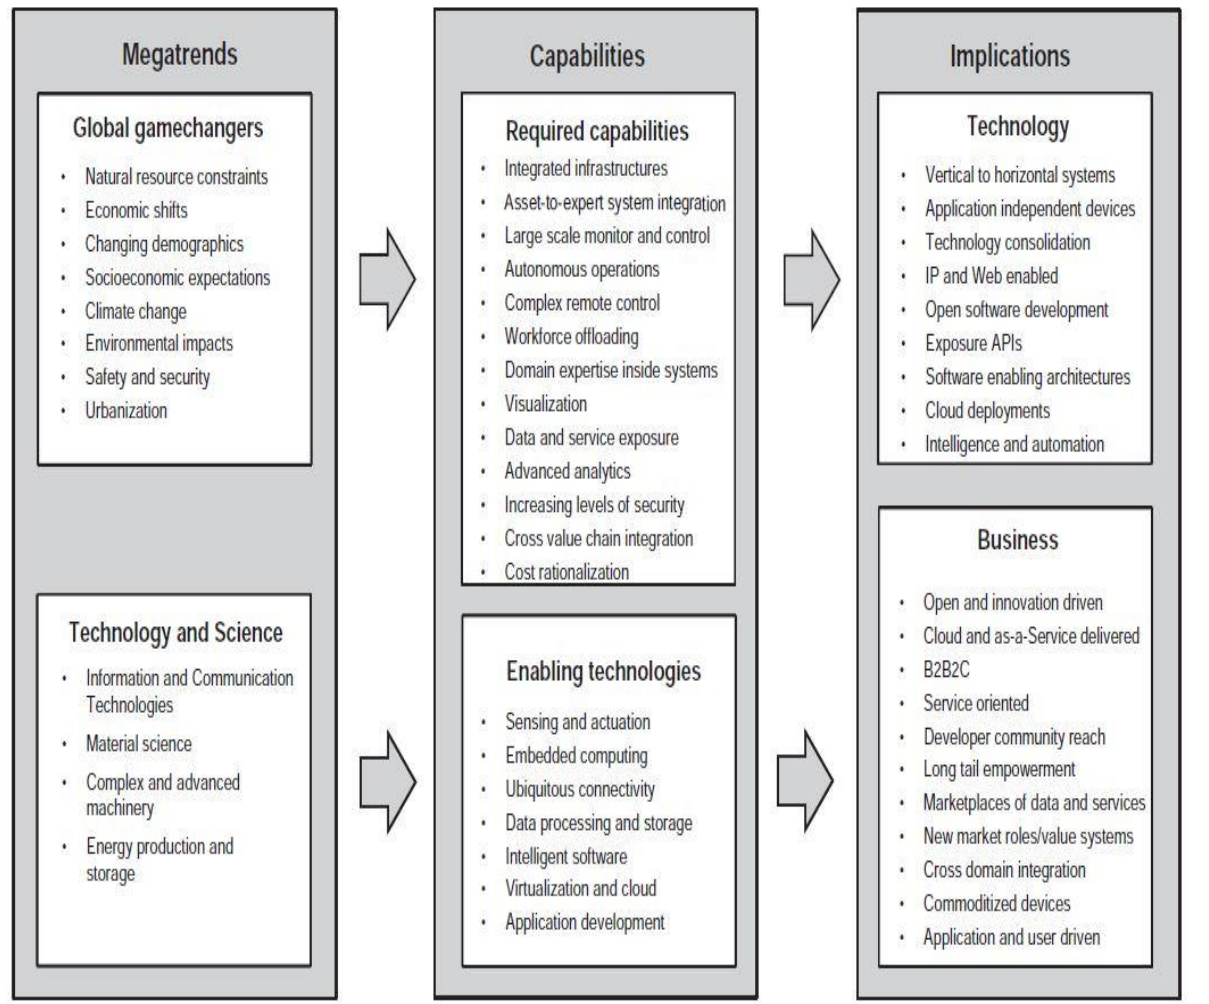 Megatrends
Global gamechangers
• Natural resource constraints
• Economic shifts
• Changing demographics
• Socioeconomic expectations
• Climate change
• Environmental impacts
• Safety and security
• Urbanization
Technology and Science
• Information and Communication
Technologies
• Material science
• Complex and advanced
machinery
• Energy production and
storage
Capabilities
Required capabilities
• Integrated infrastructures
• Asset-to-expert system integration
• Large scale monitor and control
• Autonomous operations
• Complex remote control
• Workforce offloading
• Domain expertise inside systems
• Visualization
• Data and service exposure
• Advanced analytics
• Increasing levels of security
• Cross value chain integration
• Cost rationalization
Enabling technologies
• Sensing and actuation
• Embedded computing
• Ubiquitous connectivity
• Data processing and storage
• Intelligent software
• Virtualization and cloud
• Application development
Implications
Technology
• Vertical to horizontal systems
• Application independent devices
• Technology consolidation
• IP and Web enabled
• Open software development
• Exposure APIs
• Software enabling architectures
• Cloud deployments
• Intelligence and automation
Business
• Open and innovation driven
• Cloud and as-a-Service delivered
• B2B2C
• Service oriented
• Developer community reach
• Long tail empowerment
• Marketplaces of data and services
• New market roles/value systems
• Cross domain integration
• Commoditized devices
• Application and user driven